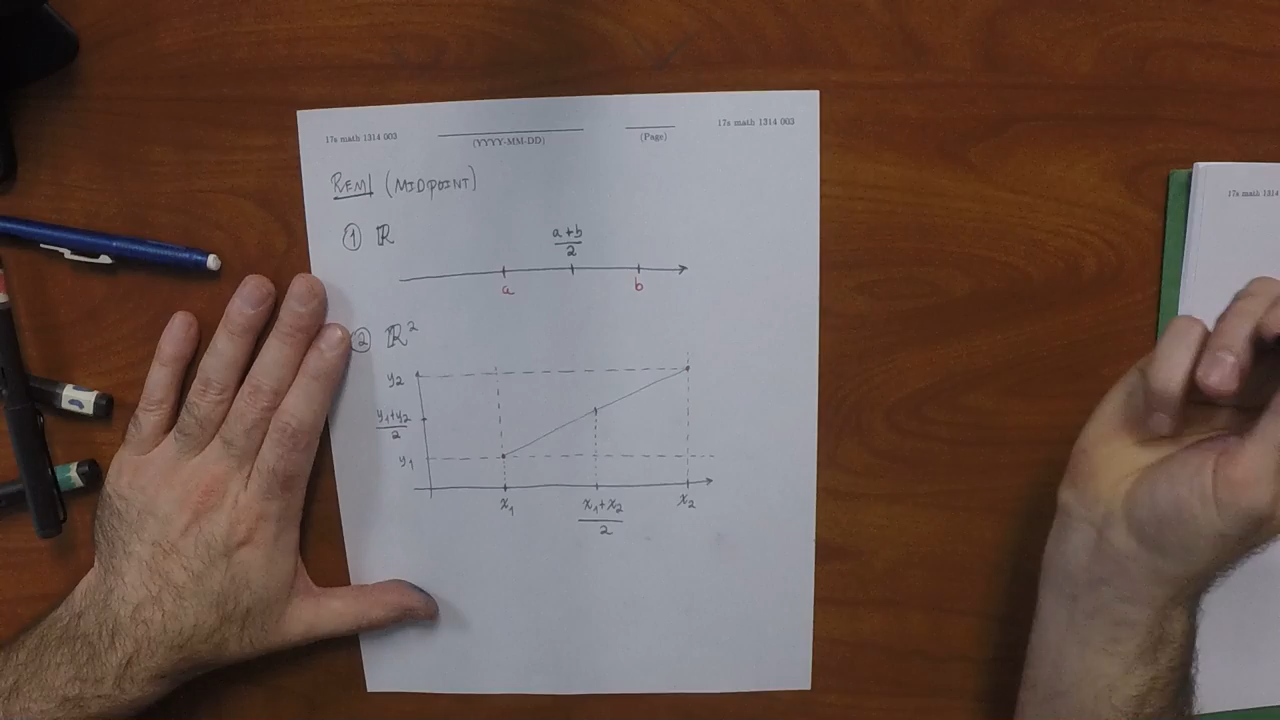 17s math 1314 003
(YYYY-MM-DD)
(Page)
17s math 1314 003
REM| (MIDPOINT)
① ℝ
a+b
2
a b
② ℝ²
y₂
y₁+y₂
2
y₁
x₁ x₁+x₂ x₂
2
17s math 1314